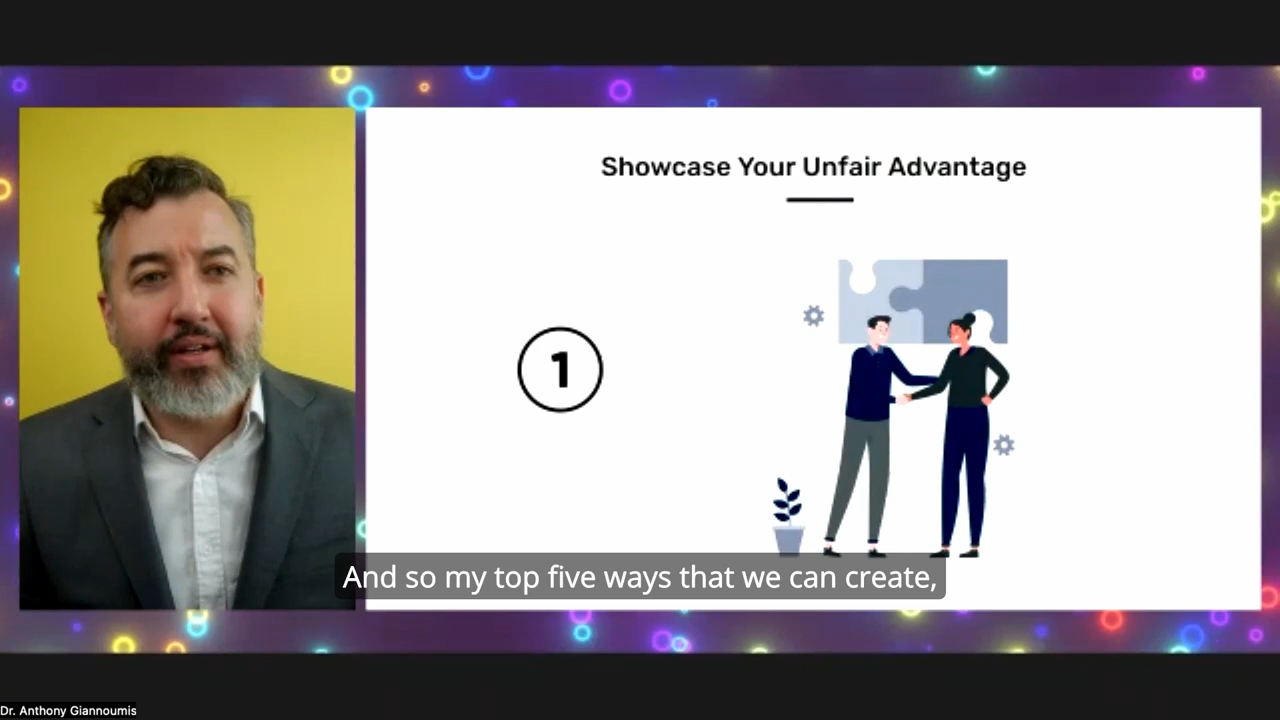 Showcase Your Unfair Advantage
1
And so my top five ways that we can create,
Dr. Anthony Giannoumis